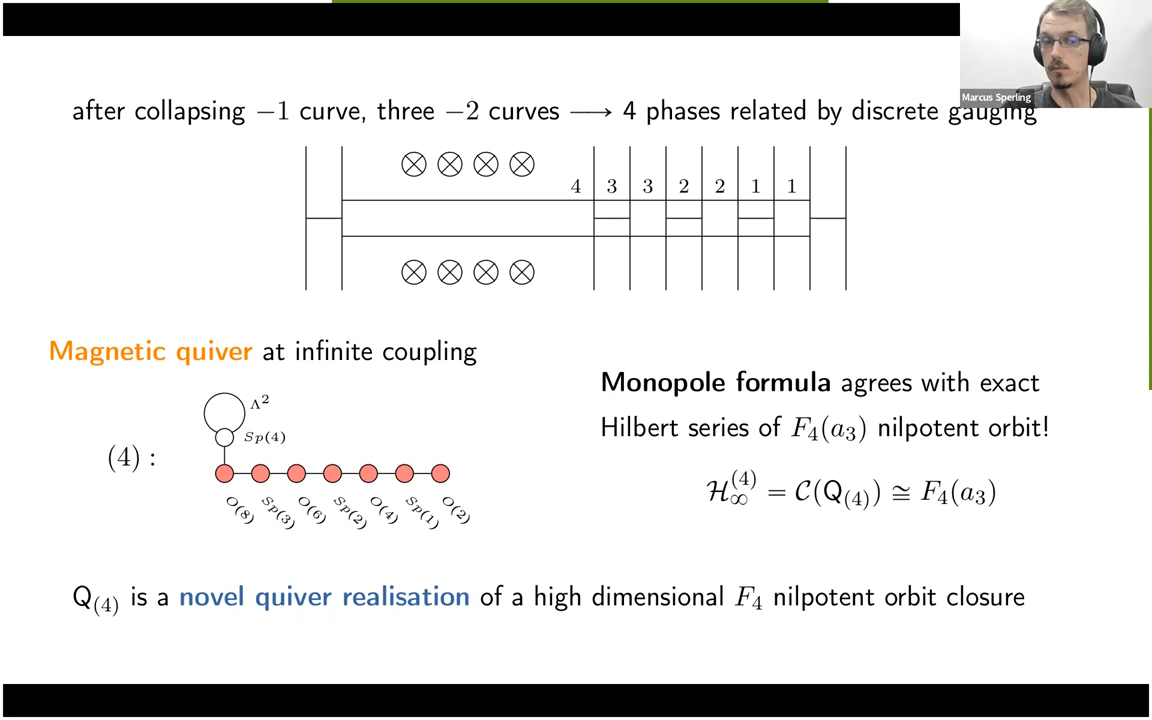 Marcus Sperling
after collapsing −1 curve, three −2 curves ⟶ 4 phases related by discrete gauging
4 3 3 2 2 1 1
Magnetic quiver at infinite coupling
Λ²
Sp(4)
(4) :
O(8) Sp(3) O(6) Sp(2) O(4) Sp(1) O(2)
Monopole formula agrees with exact
Hilbert series of F₄(a₃) nilpotent orbit!
ℋ_∞^(4) = 𝒞(Q₍₄₎) ≅ F₄(a₃)
Q₍₄₎ is a novel quiver realisation of a high dimensional F₄ nilpotent orbit closure